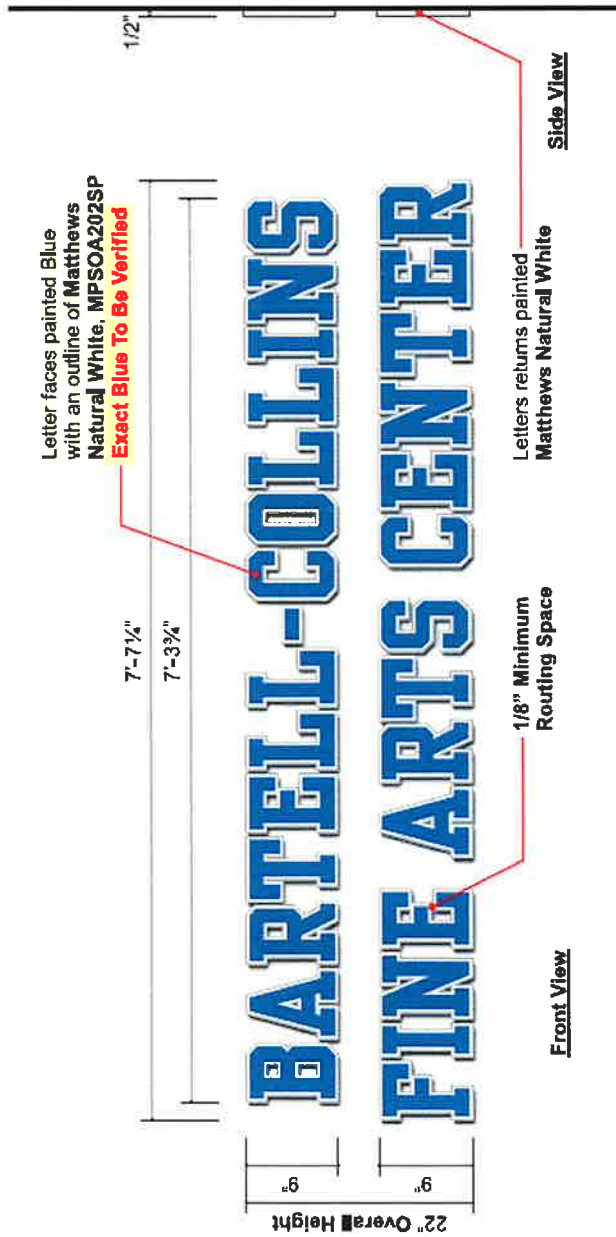 Letter faces painted Blue
with an outline of Matthews
Natural White, MPSOA202SP
Exact Blue To Be Verified
7'-7¼"
7'-3¾"
1/2"
22" Overall Height
9"
9"
BARTELL-COLLINS
FINE ARTS CENTER
1/8" Minimum
Routing Space
Letters returns painted
Matthews Natural White
Front View
Side View